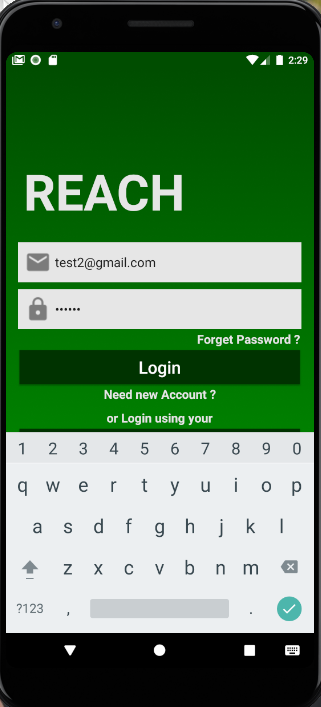 2:29
REACH
test2@gmail.com
••••••
Forget Password ?
Login
Need new Account ?
or Login using your
1 2 3 4 5 6 7 8 9 0
q w e r t y u i o p
a s d f g h j k l
z x c v b n m
?123 , .